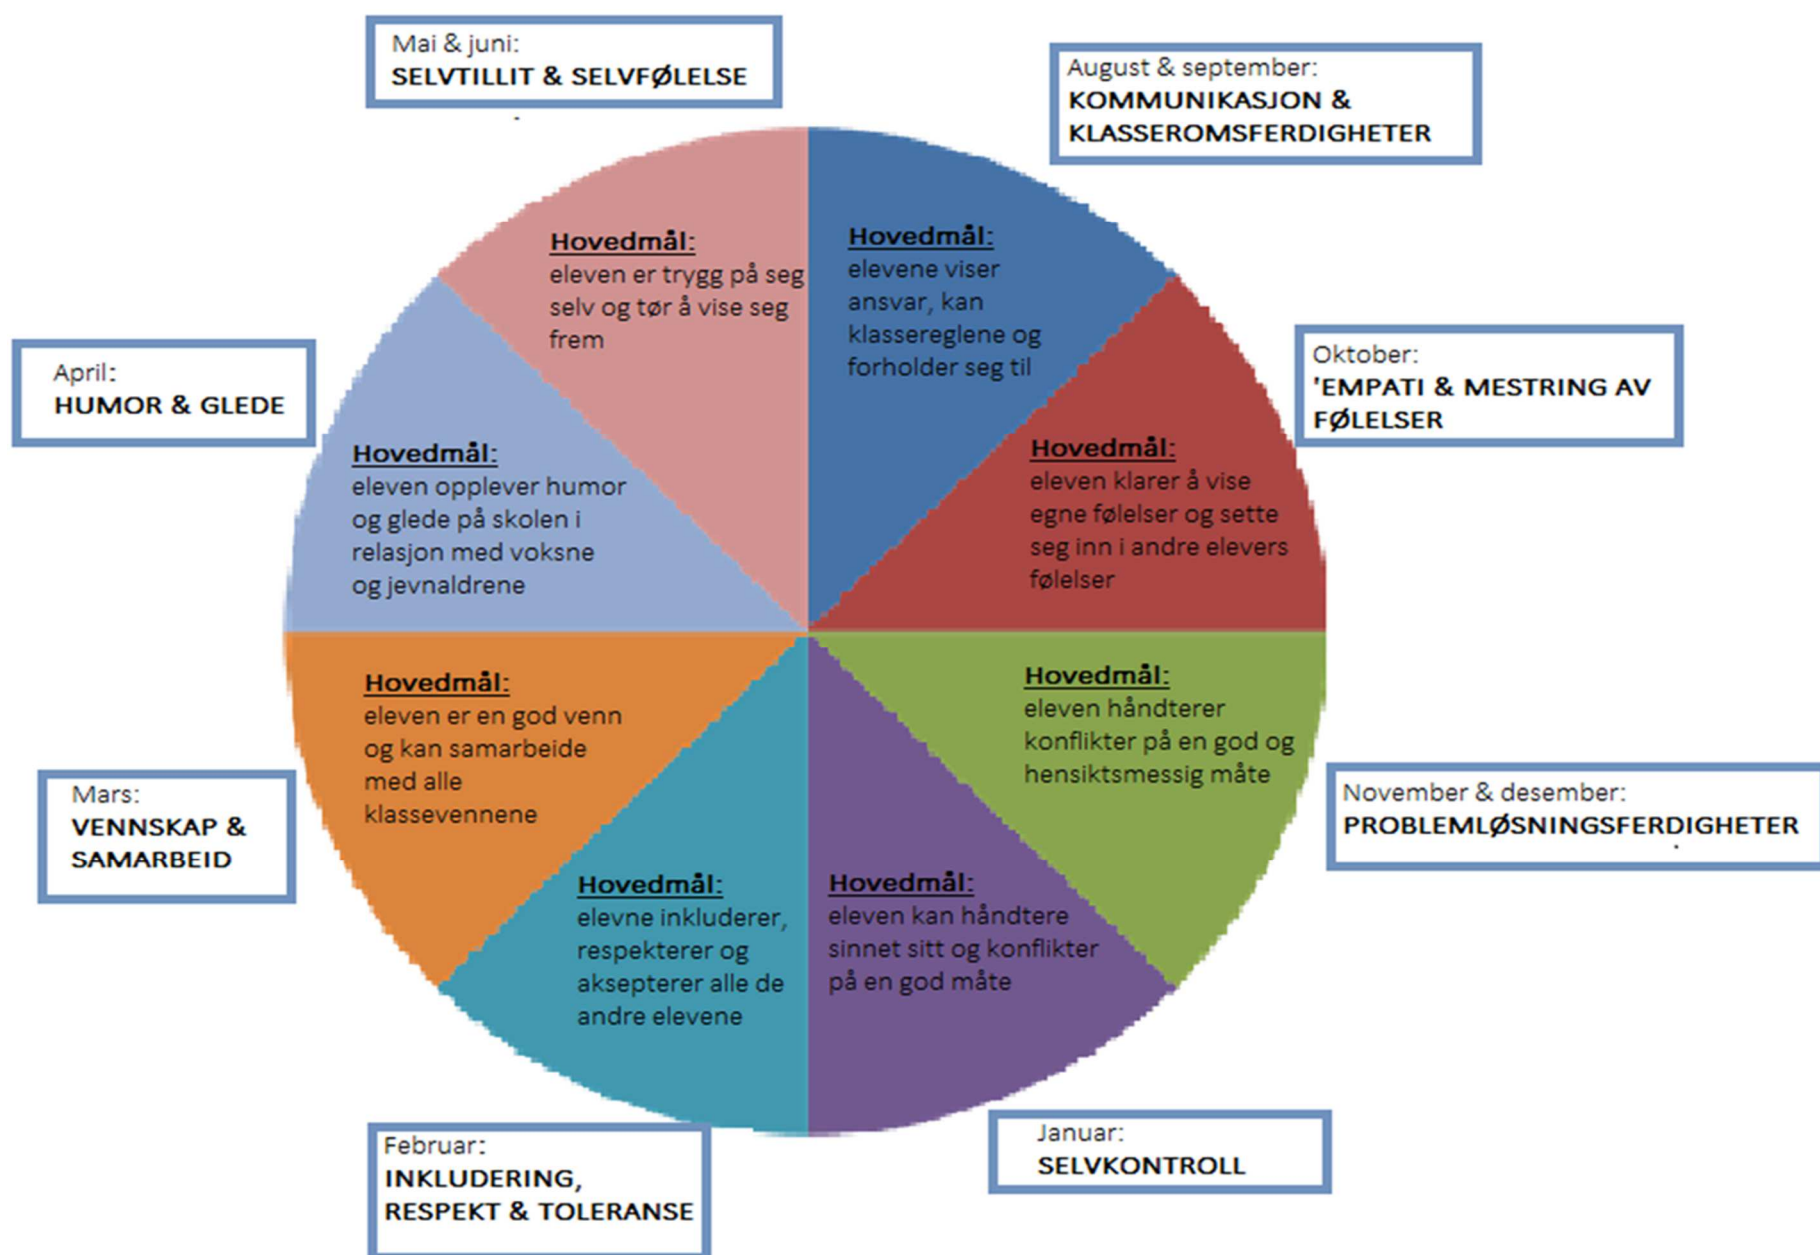 Mai & juni:
SELVTILLIT & SELVFØLELSE
August & september:
KOMMUNIKASJON &
KLASSEROMSFERDIGHETER
Hovedmål:
elevene viser
ansvar, kan
klassereglene og
forholder seg til
Oktober:
'EMPATI & MESTRING AV
FØLELSER
Hovedmål:
eleven klarer å vise
egne følelser og sette
seg inn i andre elevers
følelser
November & desember:
PROBLEMLØSNINGSFERDIGHETER
Hovedmål:
eleven håndterer
konflikter på en god og
hensiktsmessig måte
Januar:
SELVKONTROLL
Hovedmål:
eleven kan håndtere
sinnet sitt og konflikter
på en god måte
Februar:
INKLUDERING,
RESPEKT & TOLERANSE
Hovedmål:
elevne inkluderer,
respekterer og
aksepterer alle de
andre elevene
Mars:
VENNSKAP &
SAMARBEID
Hovedmål:
eleven er en god venn
og kan samarbeide
med alle
klassevennene
April:
HUMOR & GLEDE
Hovedmål:
eleven opplever humor
og glede på skolen i
relasjon med voksne
og jevnaldrene
Hovedmål:
eleven er trygg på seg
selv og tør å vise seg
frem